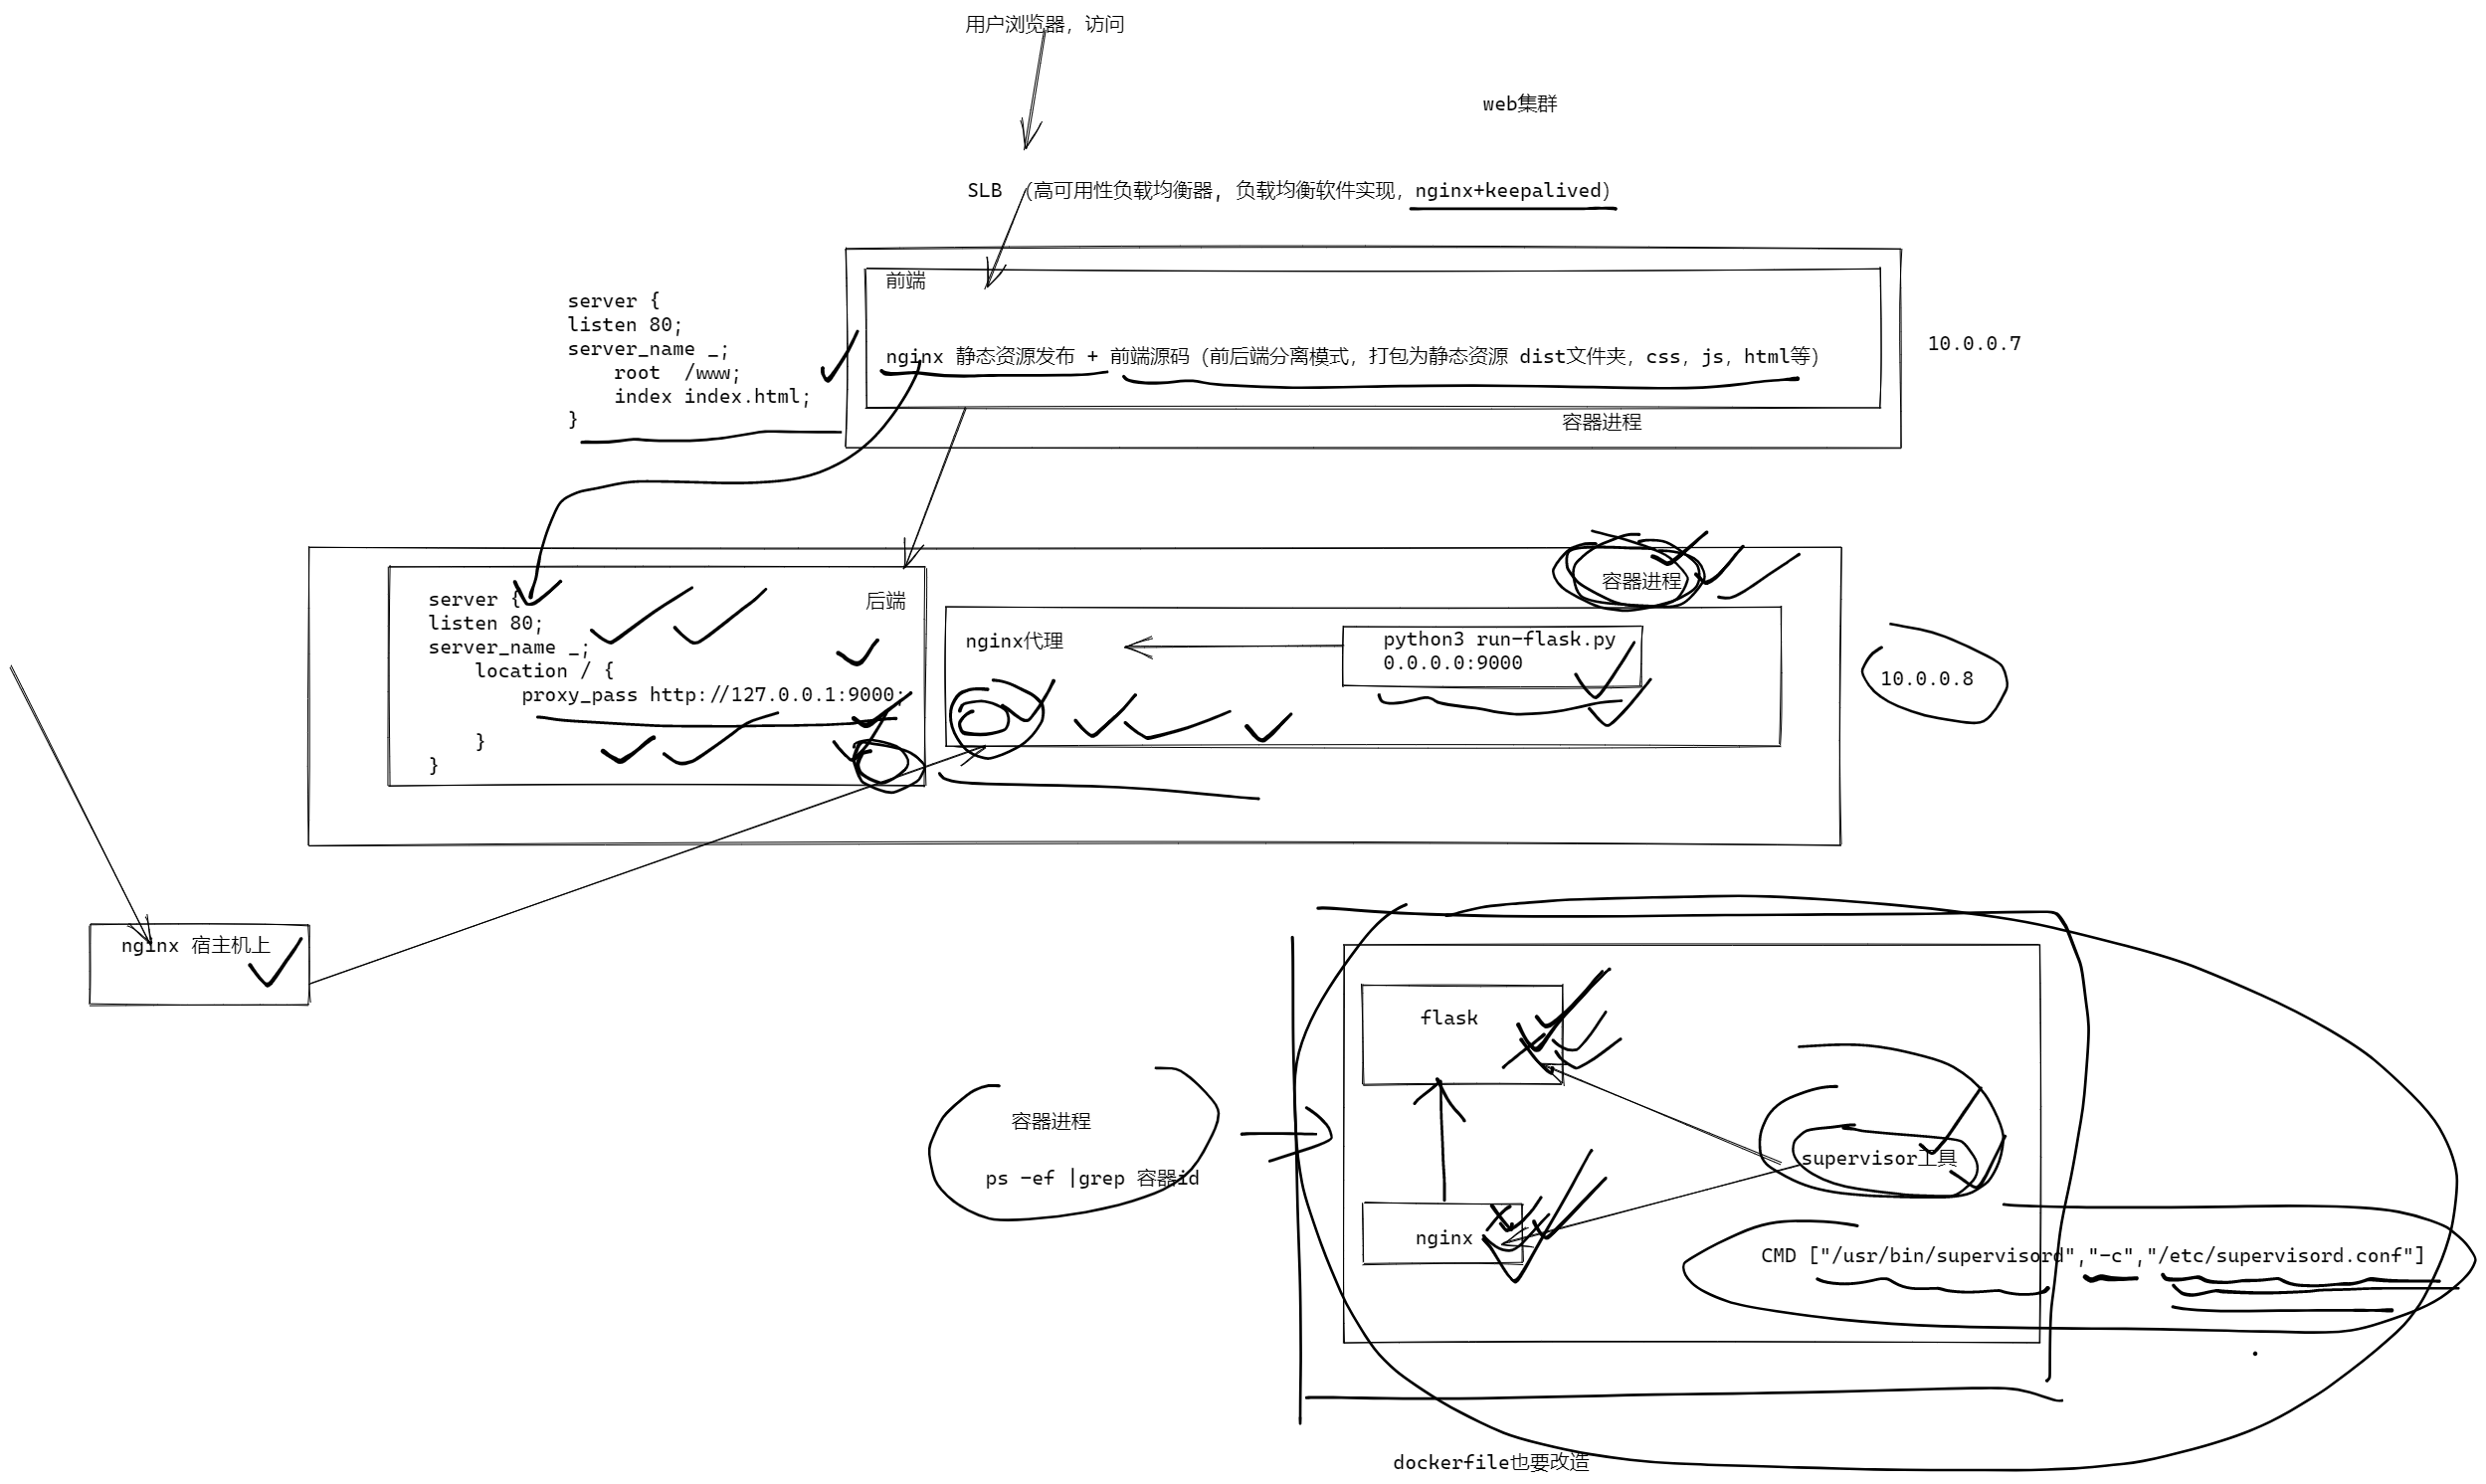 用户浏览器，访问
web集群
SLB （高可用性负载均衡器, 负载均衡软件实现，nginx+keepalived）
前端
server {
listen 80;
server_name _;
    root  /www;
    index index.html;
}
nginx 静态资源发布 + 前端源码（前后端分离模式，打包为静态资源 dist文件夹，css，js，html等）
容器进程
10.0.0.7
server {
listen 80;
server_name _;
    location / {
        proxy_pass http://127.0.0.1:9000;

    }
}
后端
容器进程
nginx代理
python3 run-flask.py
0.0.0.0:9000
10.0.0.8
nginx 宿主机上
flask
容器进程
ps -ef |grep 容器id
supervisor工具
nginx
CMD ["/usr/bin/supervisord","-c","/etc/supervisord.conf"]
dockerfile也要改造